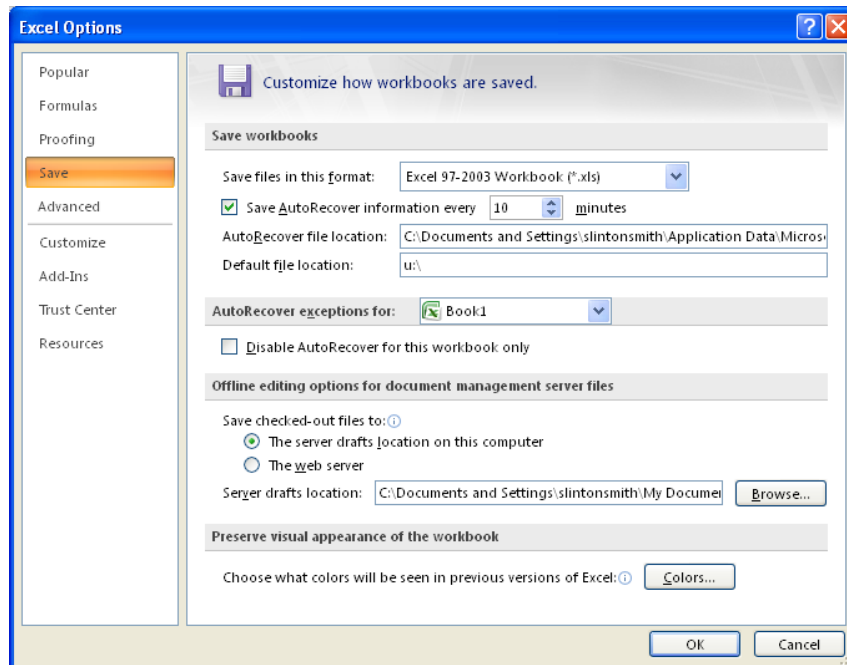 Excel Options
Popular
Formulas
Proofing
Save
Advanced
Customize
Add-Ins
Trust Center
Resources
Customize how workbooks are saved.
Save workbooks
Save files in this format: Excel 97-2003 Workbook (*.xls)
Save AutoRecover information every 10 minutes
AutoRecover file location: C:\Documents and Settings\slintonsmith\Application Data\Micros
Default file location: u:\
AutoRecover exceptions for: Book1
Disable AutoRecover for this workbook only
Offline editing options for document management server files
Save checked-out files to:
The server drafts location on this computer
The web server
Server drafts location: C:\Documents and Settings\slintonsmith\My Documen Browse...
Preserve visual appearance of the workbook
Choose what colors will be seen in previous versions of Excel: Colors...
OK Cancel